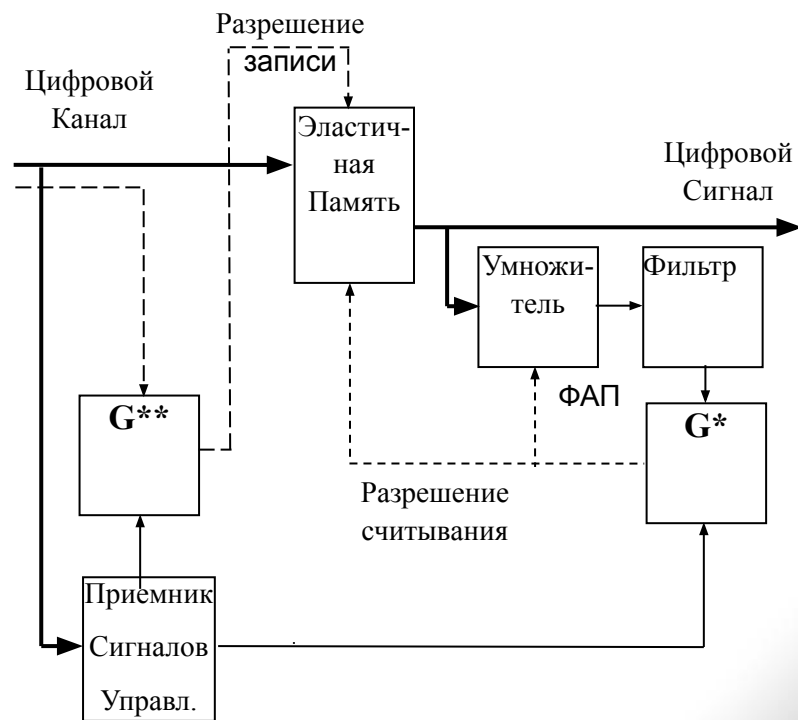 Разрешение
записи
Цифровой
Канал
Эластич-
ная
Память
Цифровой
Сигнал
Умножи-
тель
Фильтр
ФАП
G**
G*
Разрешение
считывания
Приемник
Сигналов
Управл.